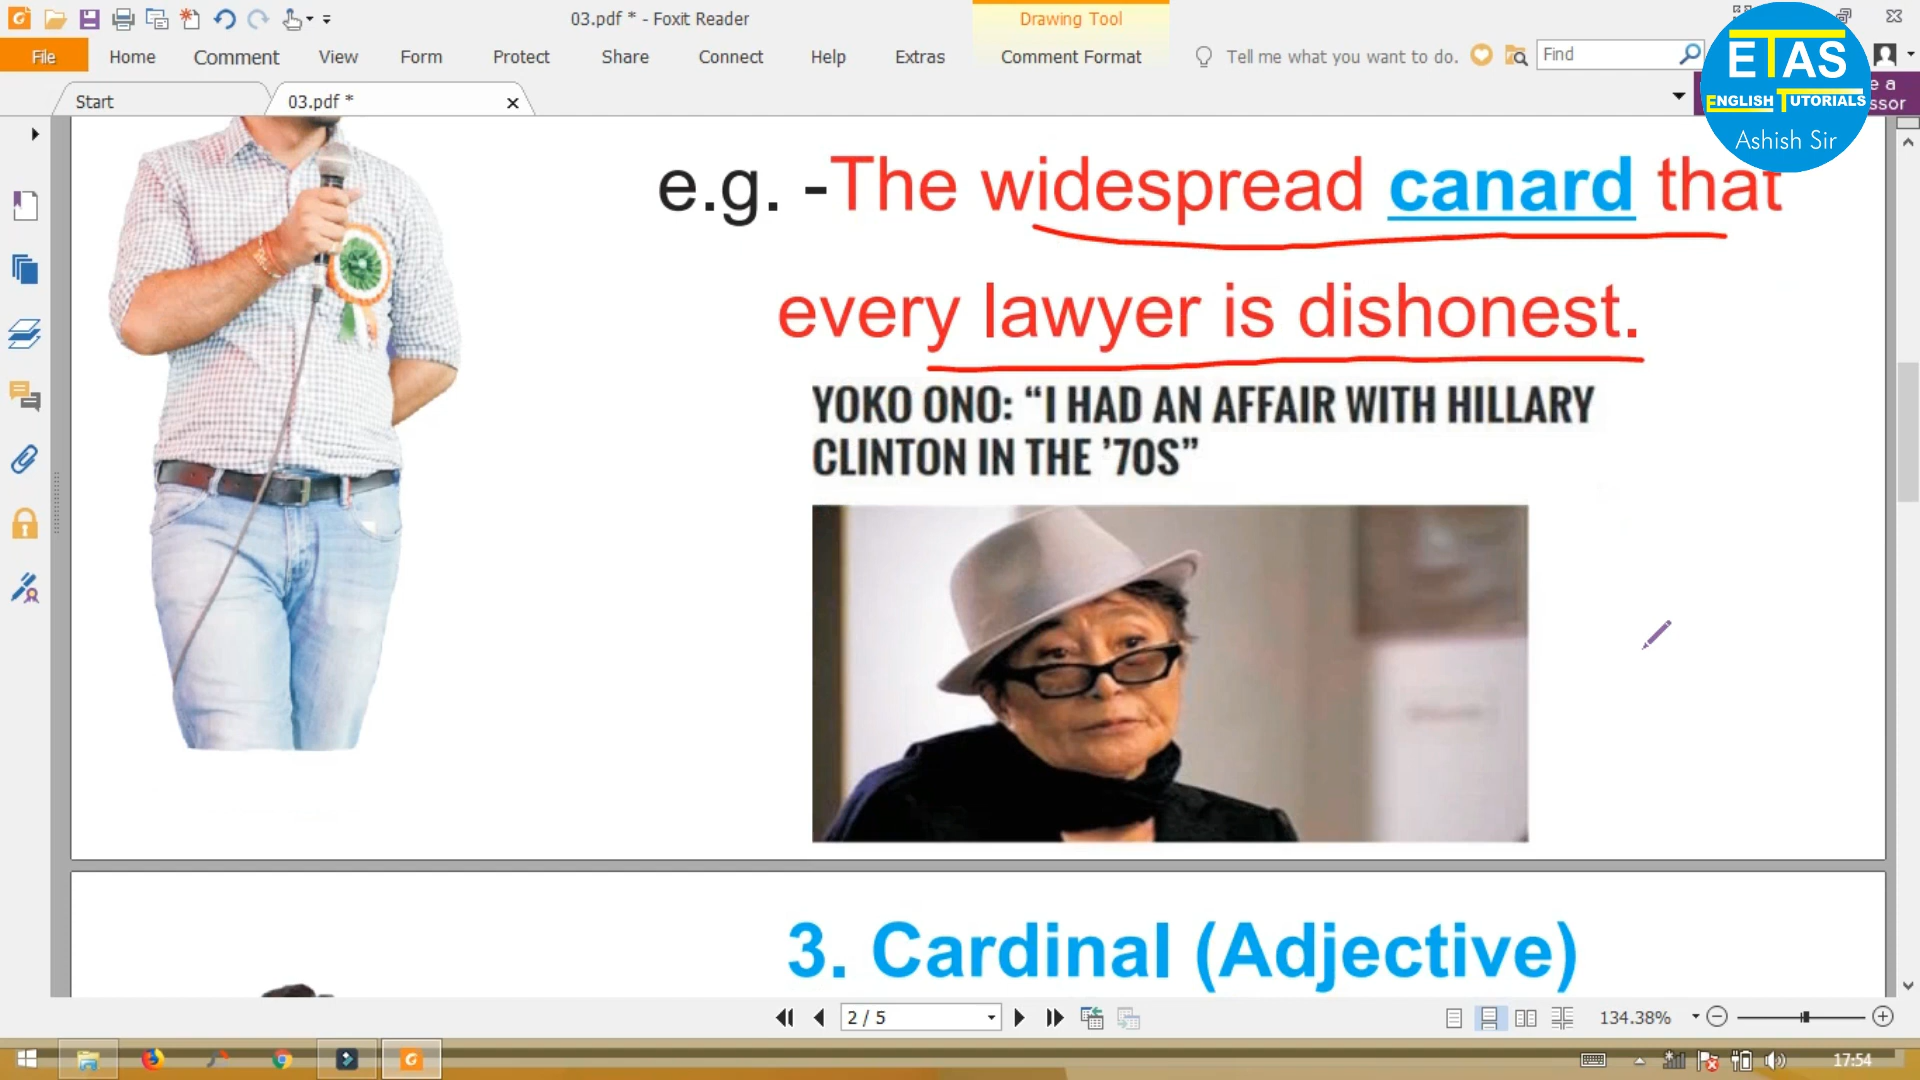 03.pdf * - Foxit Reader
Drawing Tool
File
Home
Comment
View
Form
Protect
Share
Connect
Help
Extras
Comment Format
Tell me what you want to do.
Find
ETAS
ENGLISH TUTORIALS
Ashish Sir
e a
ssor
Start
03.pdf *
e.g. -The widespread canard that
every lawyer is dishonest.
YOKO ONO: “I HAD AN AFFAIR WITH HILLARY
CLINTON IN THE ’70S”
3. Cardinal (Adjective)
2 / 5
134.38%
17:54